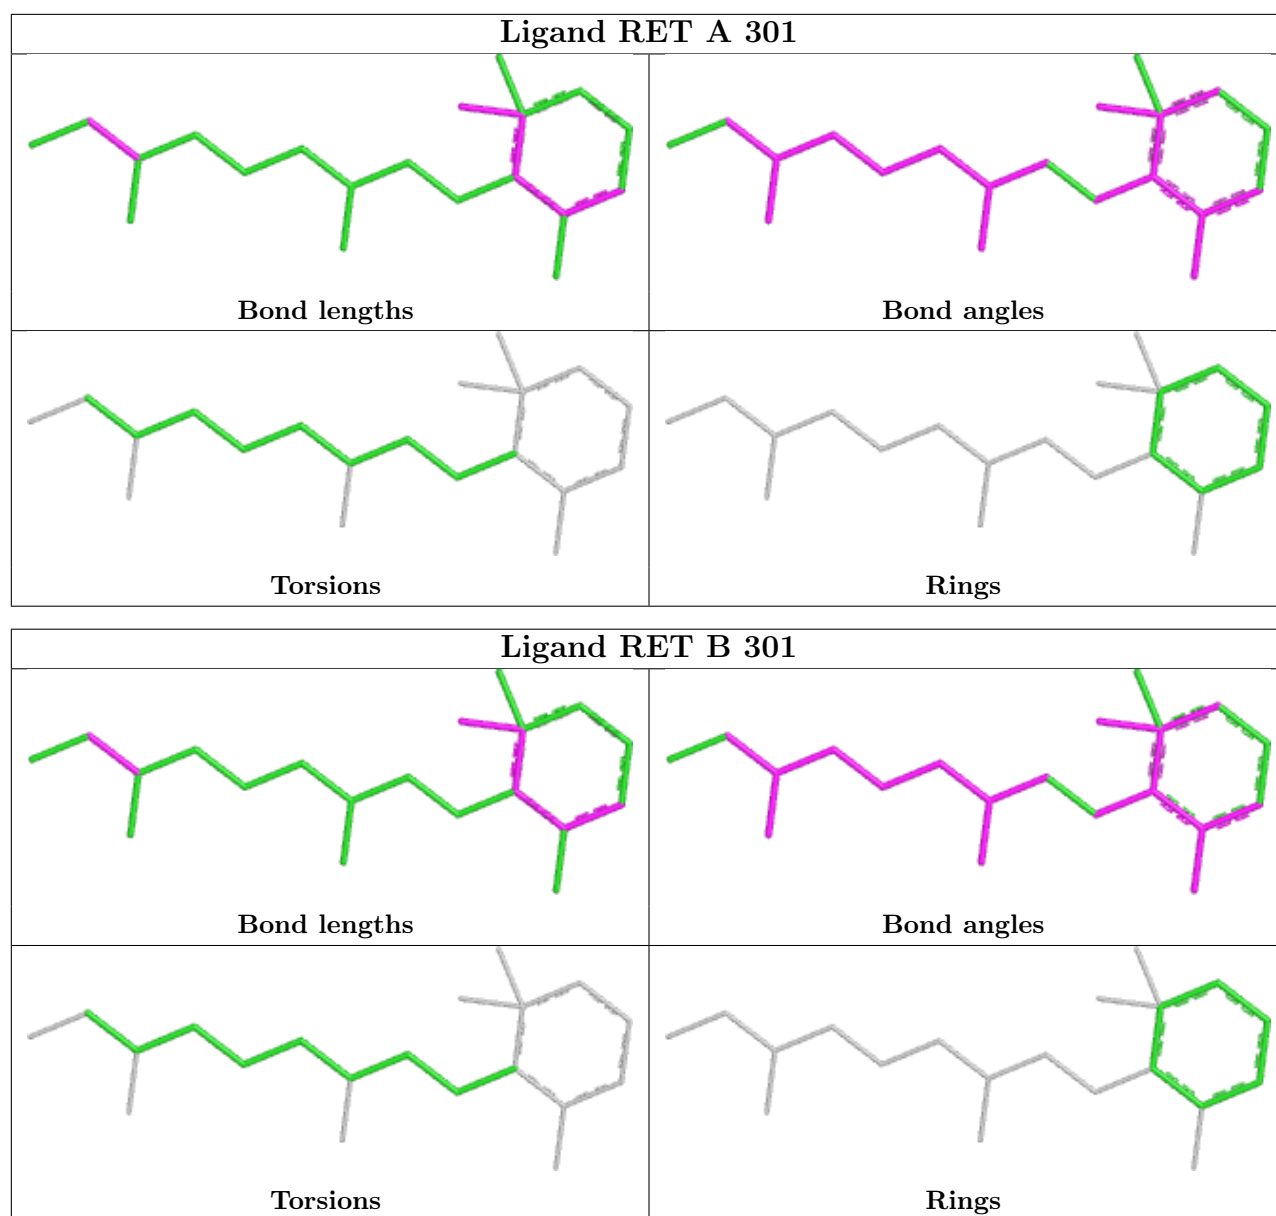 Ligand RET A 301
Bond lengths
Bond angles
Torsions
Rings
Ligand RET B 301
Bond lengths
Bond angles
Torsions
Rings